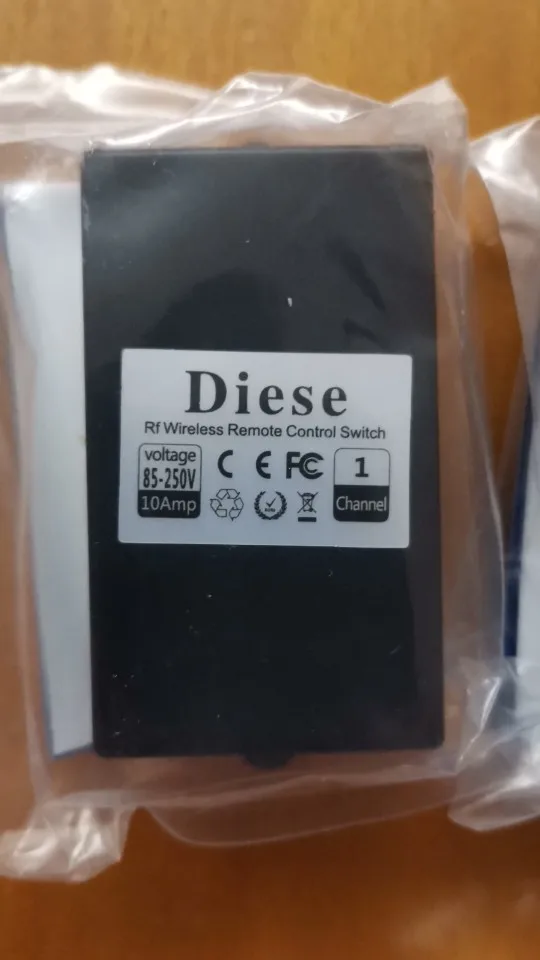 Diese
Rf Wireless Remote Control Switch
voltage
85-250V
10Amp
CE FC
1
Channel